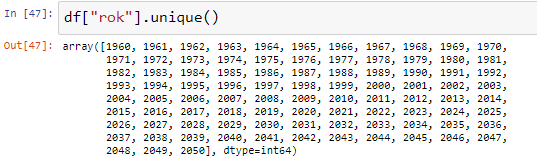 In [47]: df["rok"].unique()
Out[47]: array([1960, 1961, 1962, 1963, 1964, 1965, 1966, 1967, 1968, 1969, 1970,
1971, 1972, 1973, 1974, 1975, 1976, 1977, 1978, 1979, 1980, 1981,
1982, 1983, 1984, 1985, 1986, 1987, 1988, 1989, 1990, 1991, 1992,
1993, 1994, 1995, 1996, 1997, 1998, 1999, 2000, 2001, 2002, 2003,
2004, 2005, 2006, 2007, 2008, 2009, 2010, 2011, 2012, 2013, 2014,
2015, 2016, 2017, 2018, 2019, 2020, 2021, 2022, 2023, 2024, 2025,
2026, 2027, 2028, 2029, 2030, 2031, 2032, 2033, 2034, 2035, 2036,
2037, 2038, 2039, 2040, 2041, 2042, 2043, 2044, 2045, 2046, 2047,
2048, 2049, 2050], dtype=int64)